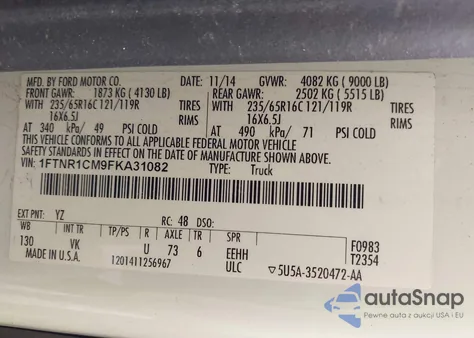 MFD. BY FORD MOTOR CO. DATE: 11/14 GVWR: 4082 KG ( 9000 LB)
FRONT GAWR: 1873 KG ( 4130 LB) REAR GAWR: 2502 KG ( 5515 LB)
WITH 235/65R16C 121/119R TIRES WITH 235/65R16C 121/119R TIRES
16X6.5J RIMS 16X6.5J RIMS
AT 340 kPa/ 49 PSI COLD AT 490 kPa/ 71 PSI COLD
THIS VEHICLE CONFORMS TO ALL APPLICABLE FEDERAL MOTOR VEHICLE
SAFETY STANDARDS IN EFFECT ON THE DATE OF MANUFACTURE SHOWN ABOVE.
VIN: 1FTNR1CM9FKA31082 TYPE: Truck
EXT PNT: YZ RC: 48 DSO:
WB INT TR TP/PS R AXLE TR SPR F0983
130 VK U 73 6 EEHH T2354
MADE IN U.S.A. 1201411256967 ULC ▽5U5A-3520472-AA
autoSnap
Pewne auto z aukcji USA i EU